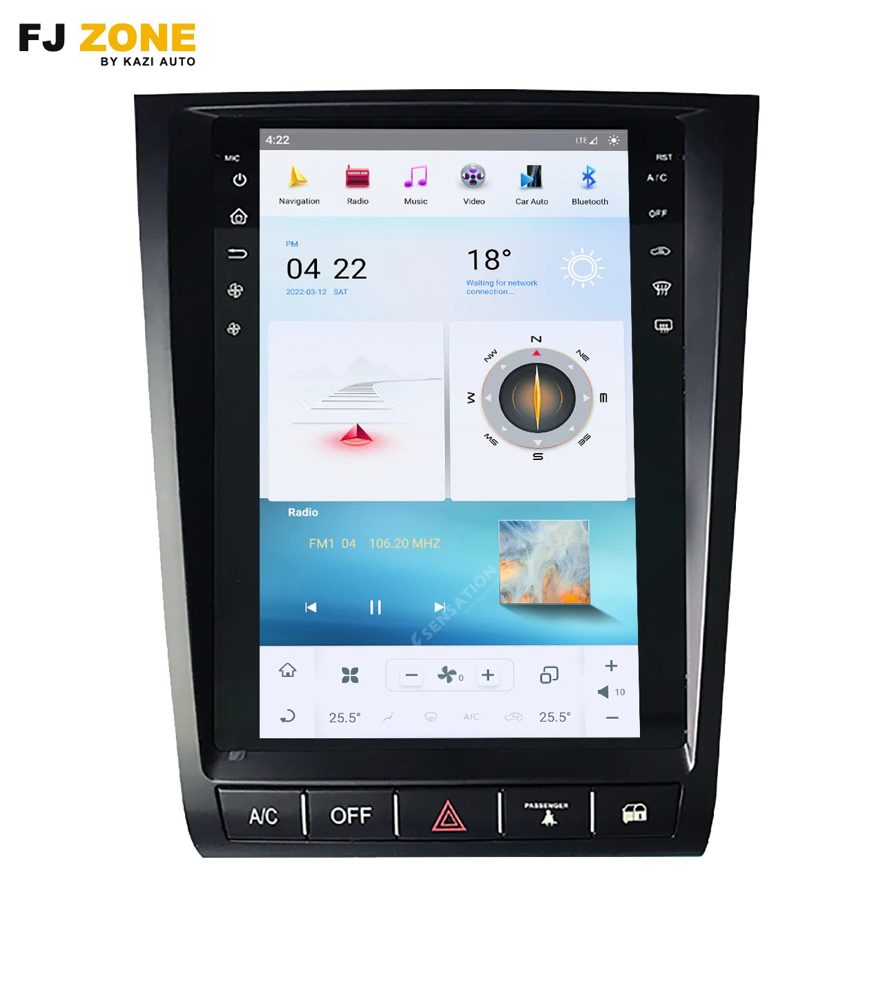 FJ ZONE
BY KAZI AUTO
4:22
LTE
MIC
RST
A/C
OFF
Navigation Radio Music Video Car Auto Bluetooth
PM
04 22
2022-03-12 SAT
18°
Waiting for network
connection...
N
NW NE
W E
SW SE
S
Radio
FM1 04 106.20 MHZ
SENSATION
0
10
25.5° A/C 25.5°
A/C OFF PASSENGER